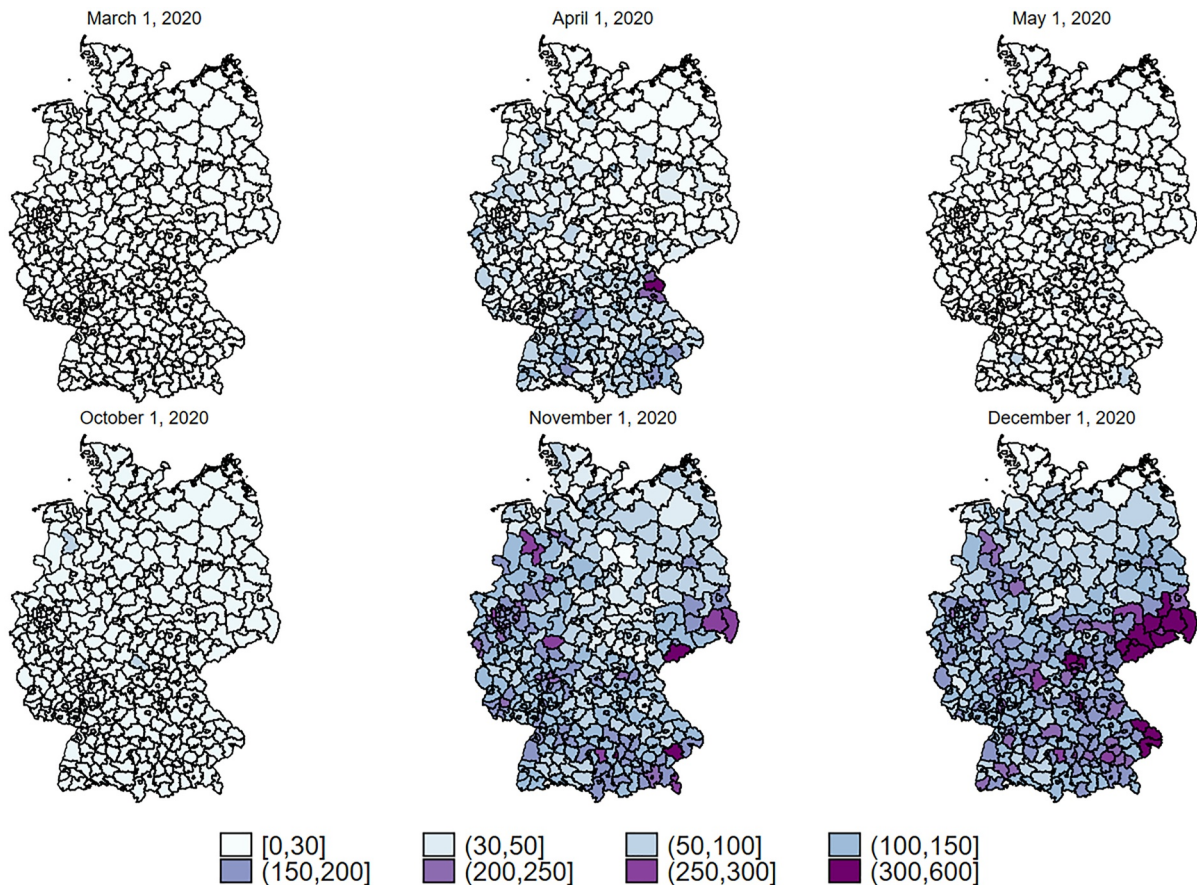 March 1, 2020
April 1, 2020
May 1, 2020
October 1, 2020
November 1, 2020
December 1, 2020
[0,30] (30,50] (50,100] (100,150]
(150,200] (200,250] (250,300] (300,600]